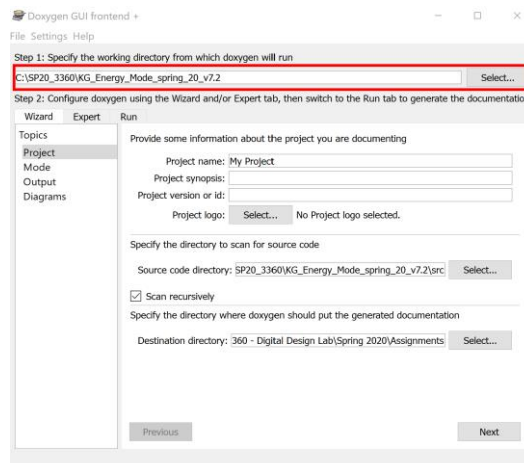 Doxygen GUI frontend +
File Settings Help
Step 1: Specify the working directory from which doxygen will run
C:\SP20_3360\KG_Energy_Mode_spring_20_v7.2 Select...
Step 2: Configure doxygen using the Wizard and/or Expert tab, then switch to the Run tab to generate the documentatio
Wizard Expert Run
Topics
Project
Mode
Output
Diagrams
Provide some information about the project you are documenting
Project name: My Project
Project synopsis:
Project version or id:
Project logo: Select... No Project logo selected.
Specify the directory to scan for source code
Source code directory: SP20_3360\KG_Energy_Mode_spring_20_v7.2\src Select...
Scan recursively
Specify the directory where doxygen should put the generated documentation
Destination directory: 360 - Digital Design Lab\Spring 2020\Assignments Select...
Previous Next